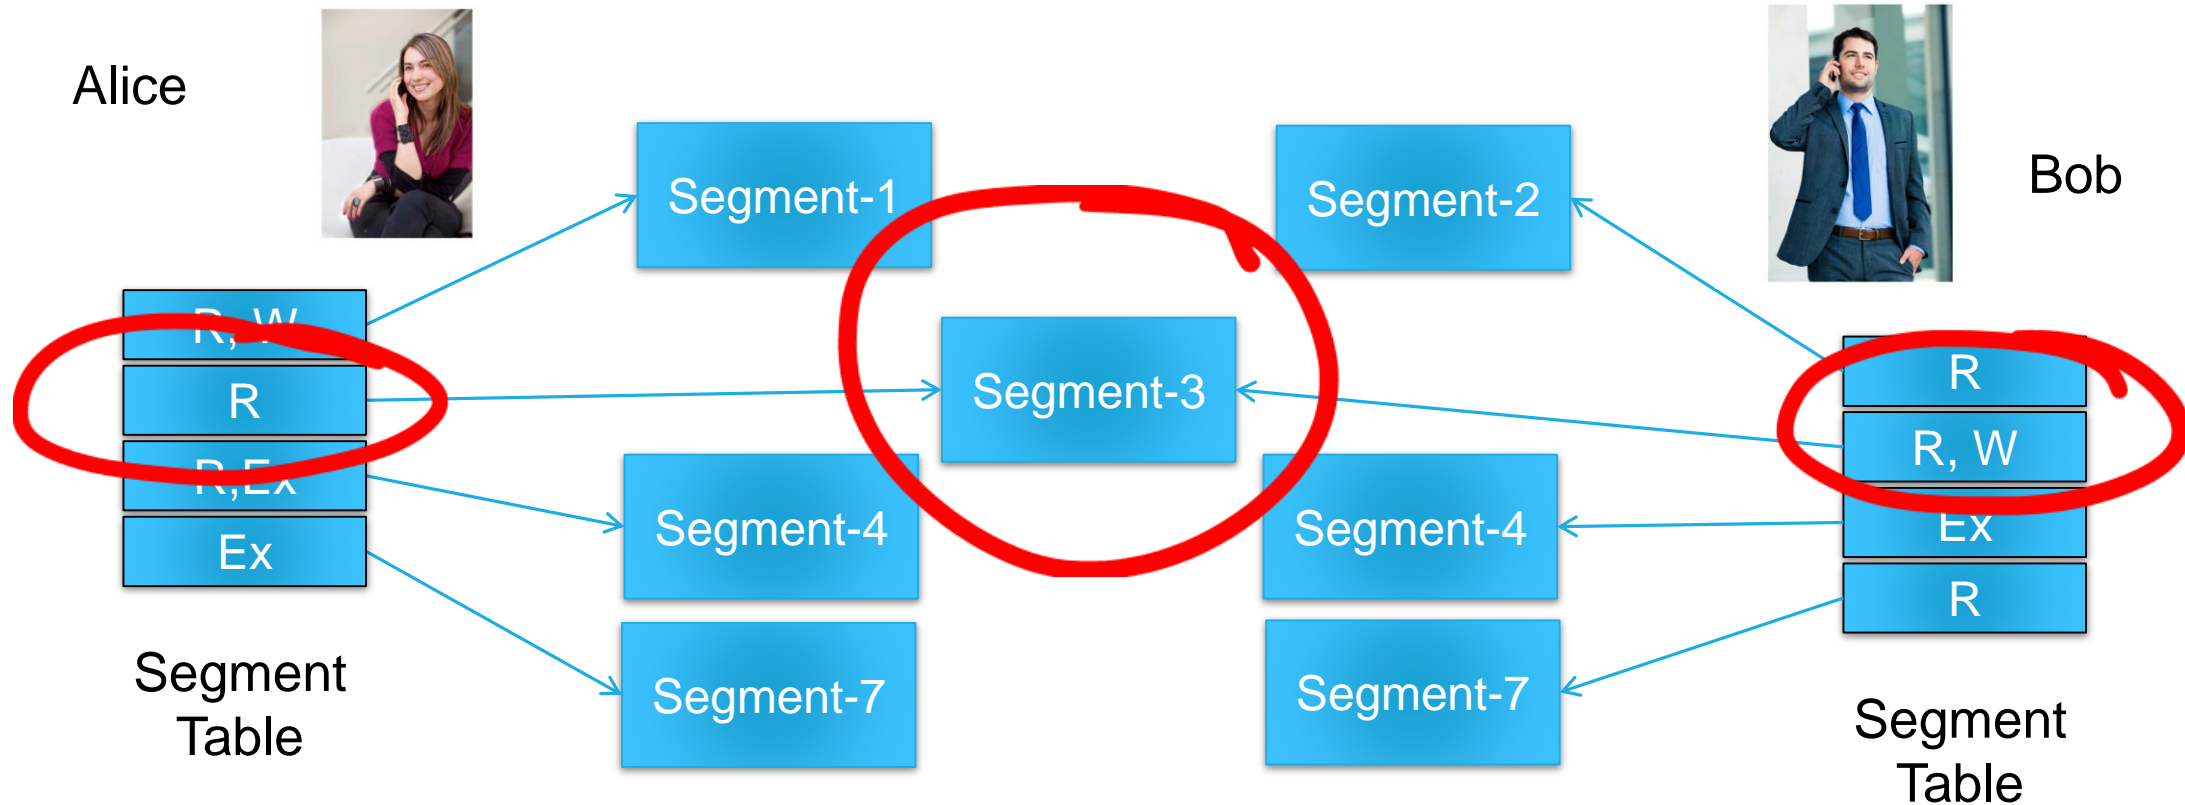 Alice
Bob
Segment-1
Segment-2
R, W
R
R,Ex
Ex
Segment-3
R
R, W
Ex
R
Segment-4
Segment-4
Segment-7
Segment-7
Segment
Table
Segment
Table